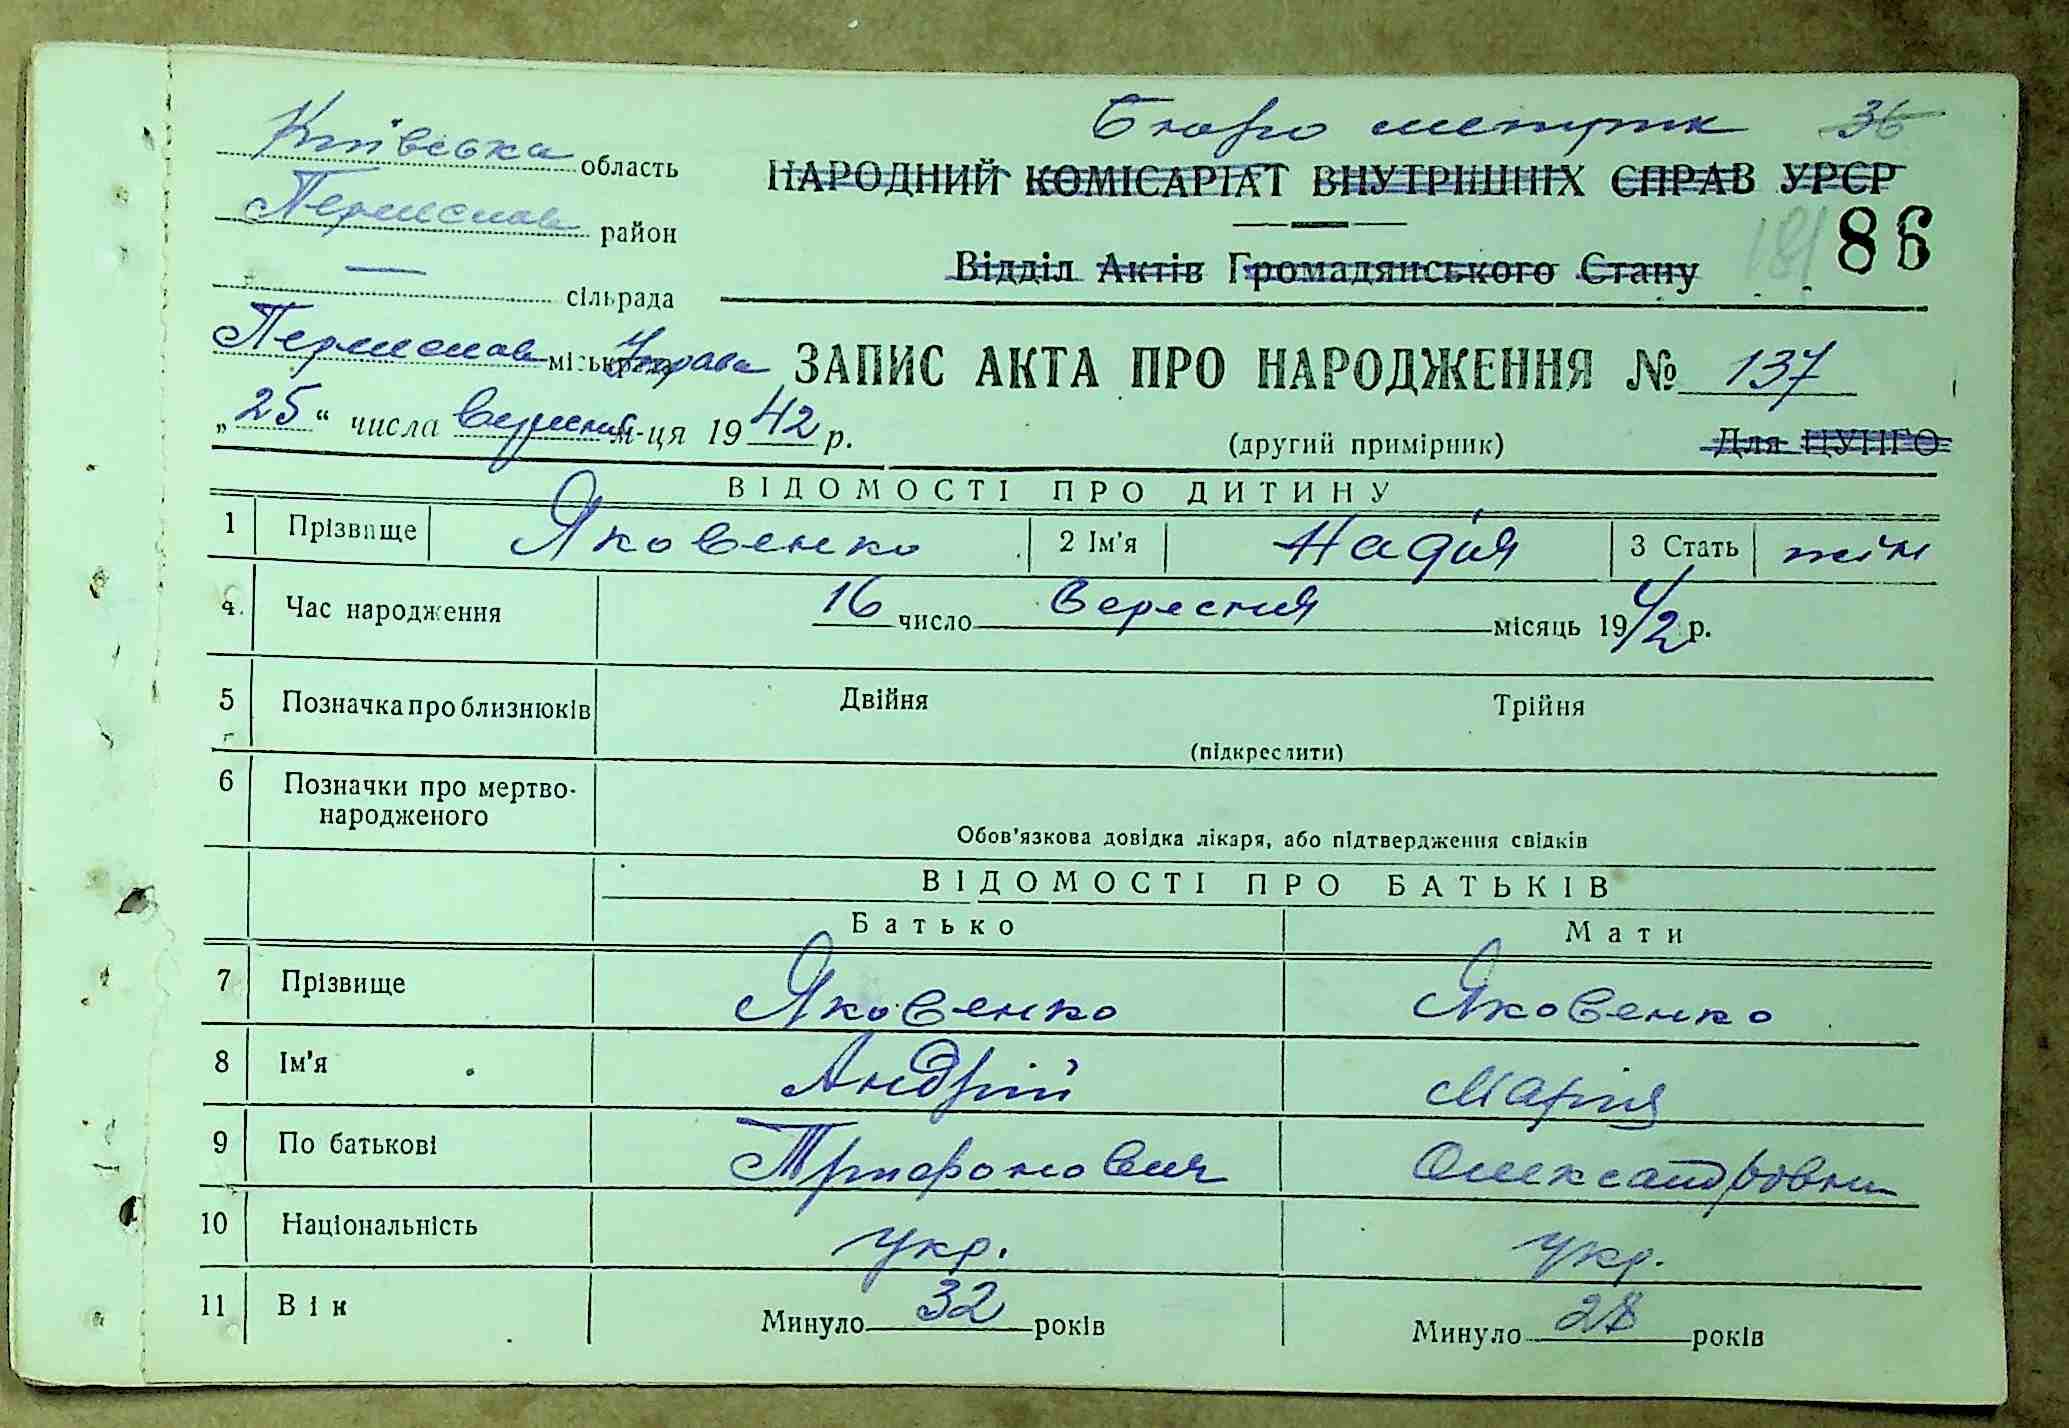 Київська область
Бюро метрик 36
НАРОДНИЙ КОМІСАРІАТ ВНУТРІШНІХ СПРАВ УРСР
Переяслав район
86
Відділ Актів Громадянського Стану
— сільрада
Переяслав міськрада Управа
ЗАПИС АКТА ПРО НАРОДЖЕННЯ № 137
„25“ числа вересня м-ця 1942 р.
(другий примірник)
Для ЦУНГО
ВІДОМОСТІ ПРО ДИТИНУ
1 Прізвище Яковенко 2 Ім'я Надія 3 Стать жін
4. Час народження 16 число Вересня місяць 1942 р.
5 Позначка про близнюків Двійня Трійня
(підкреслити)
6 Позначки про мертво-
народженого
Обов'язкова довідка лікаря, або підтвердження свідків
ВІДОМОСТІ ПРО БАТЬКІВ
Батько Мати
7 Прізвище Яковенко Яковенко
8 Ім'я Андрій Марія
9 По батькові Трифонович Олександровна
10 Національність укр. укр.
11 Вік Минуло 32 років Минуло 28 років